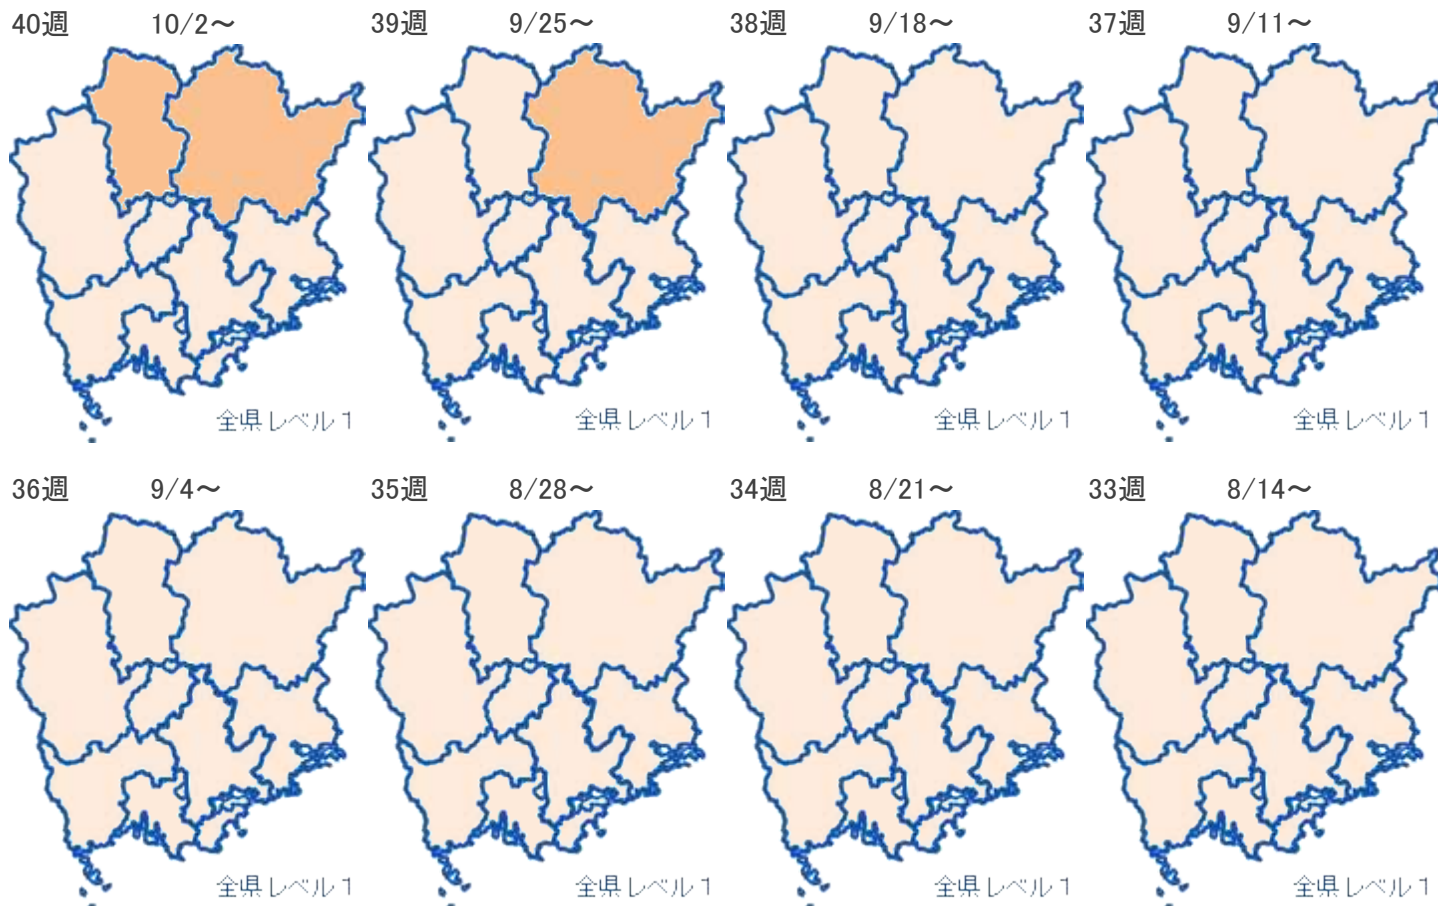 40週 10/2～
39週 9/25～
38週 9/18～
37週 9/11～
全県レベル1
全県レベル1
全県レベル1
全県レベル1
36週 9/4～
35週 8/28～
34週 8/21～
33週 8/14～
全県レベル1
全県レベル1
全県レベル1
全県レベル1